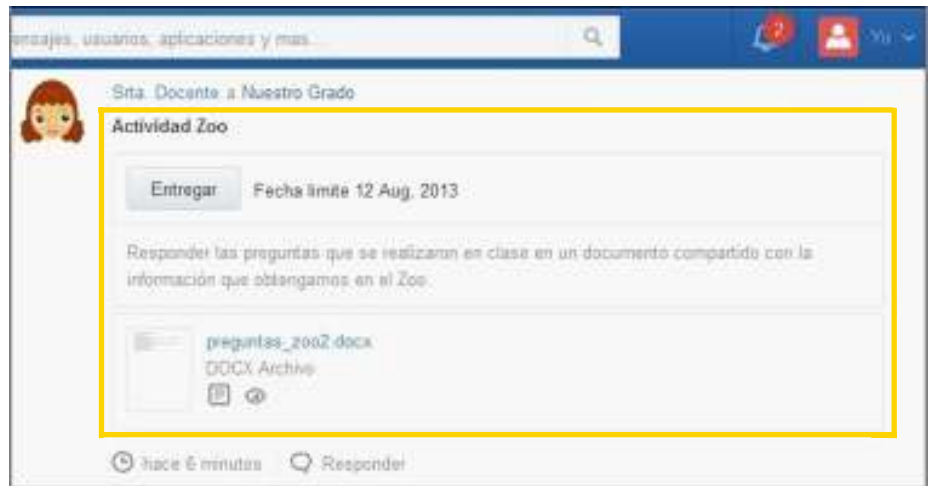 mensajes, usuarios, aplicaciones y mas...
2
Yu
Srta. Docente a Nuestro Grado
Actividad Zoo
Entregar
Fecha limite 12 Aug, 2013
Responder las preguntas que se realizaron en clase en un documento compartido con la
información que obtengamos en el Zoo.
preguntas_zoo2.docx
DOCX Archivo
hace 6 minutos
Responder